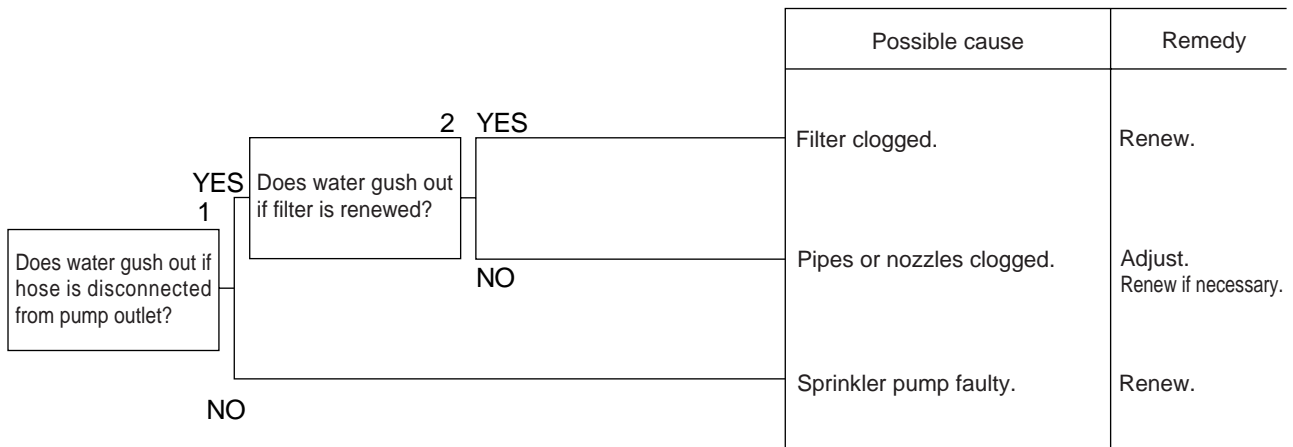 Possible cause
Remedy
2 YES
Filter clogged.
Renew.
YES
1
Does water gush out
if filter is renewed?
Does water gush out if
hose is disconnected
from pump outlet?
NO
Pipes or nozzles clogged.
Adjust.
Renew if necessary.
Sprinkler pump faulty.
Renew.
NO